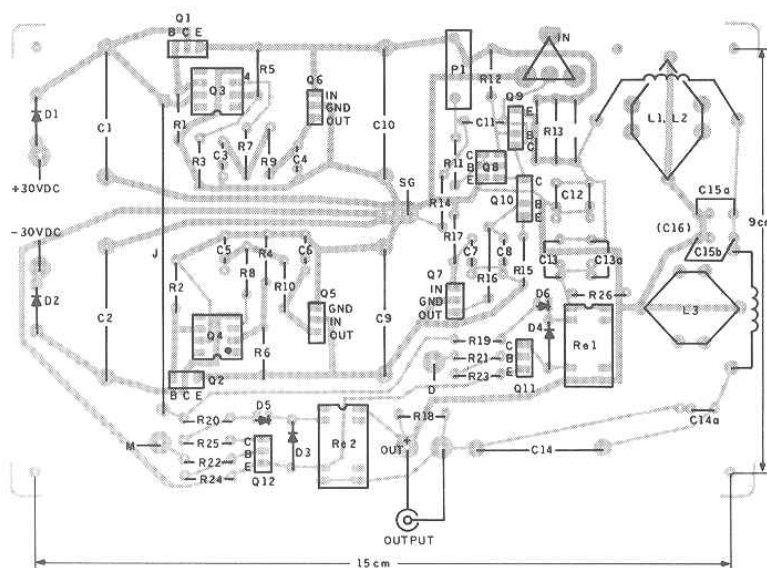 Q1
B C E
IN
Q3
4
R5
Q6
P1
R12
Q9
E
D1
C1
R1
IN
GND
OUT
C10
C11
B
C
R13
L1, L2
R3
C3
R7
R9
C4
R11
C
B
E
Q8
+30VDC
SG
R14
Q10
C
B
E
C12
C15a
-30VDC
(C16)
9cm
J
C5
R4
C6
R17
C7
C8
C15b
R2
R8
R10
Q7
R16
R15
C13
C13a
D2
C2
Q5
GND
IN
OUT
C9
IN
GND
OUT
D6
R26
L3
Q4
R6
R19
D4
Re1
Q2
B C E
D
R21
R23
C
B
E
Q11
D5
R20
R18
C14a
M
R25
R22
R24
C
B
E
Q12
D3
Re2
OUT
+
C14
OUTPUT
15cm